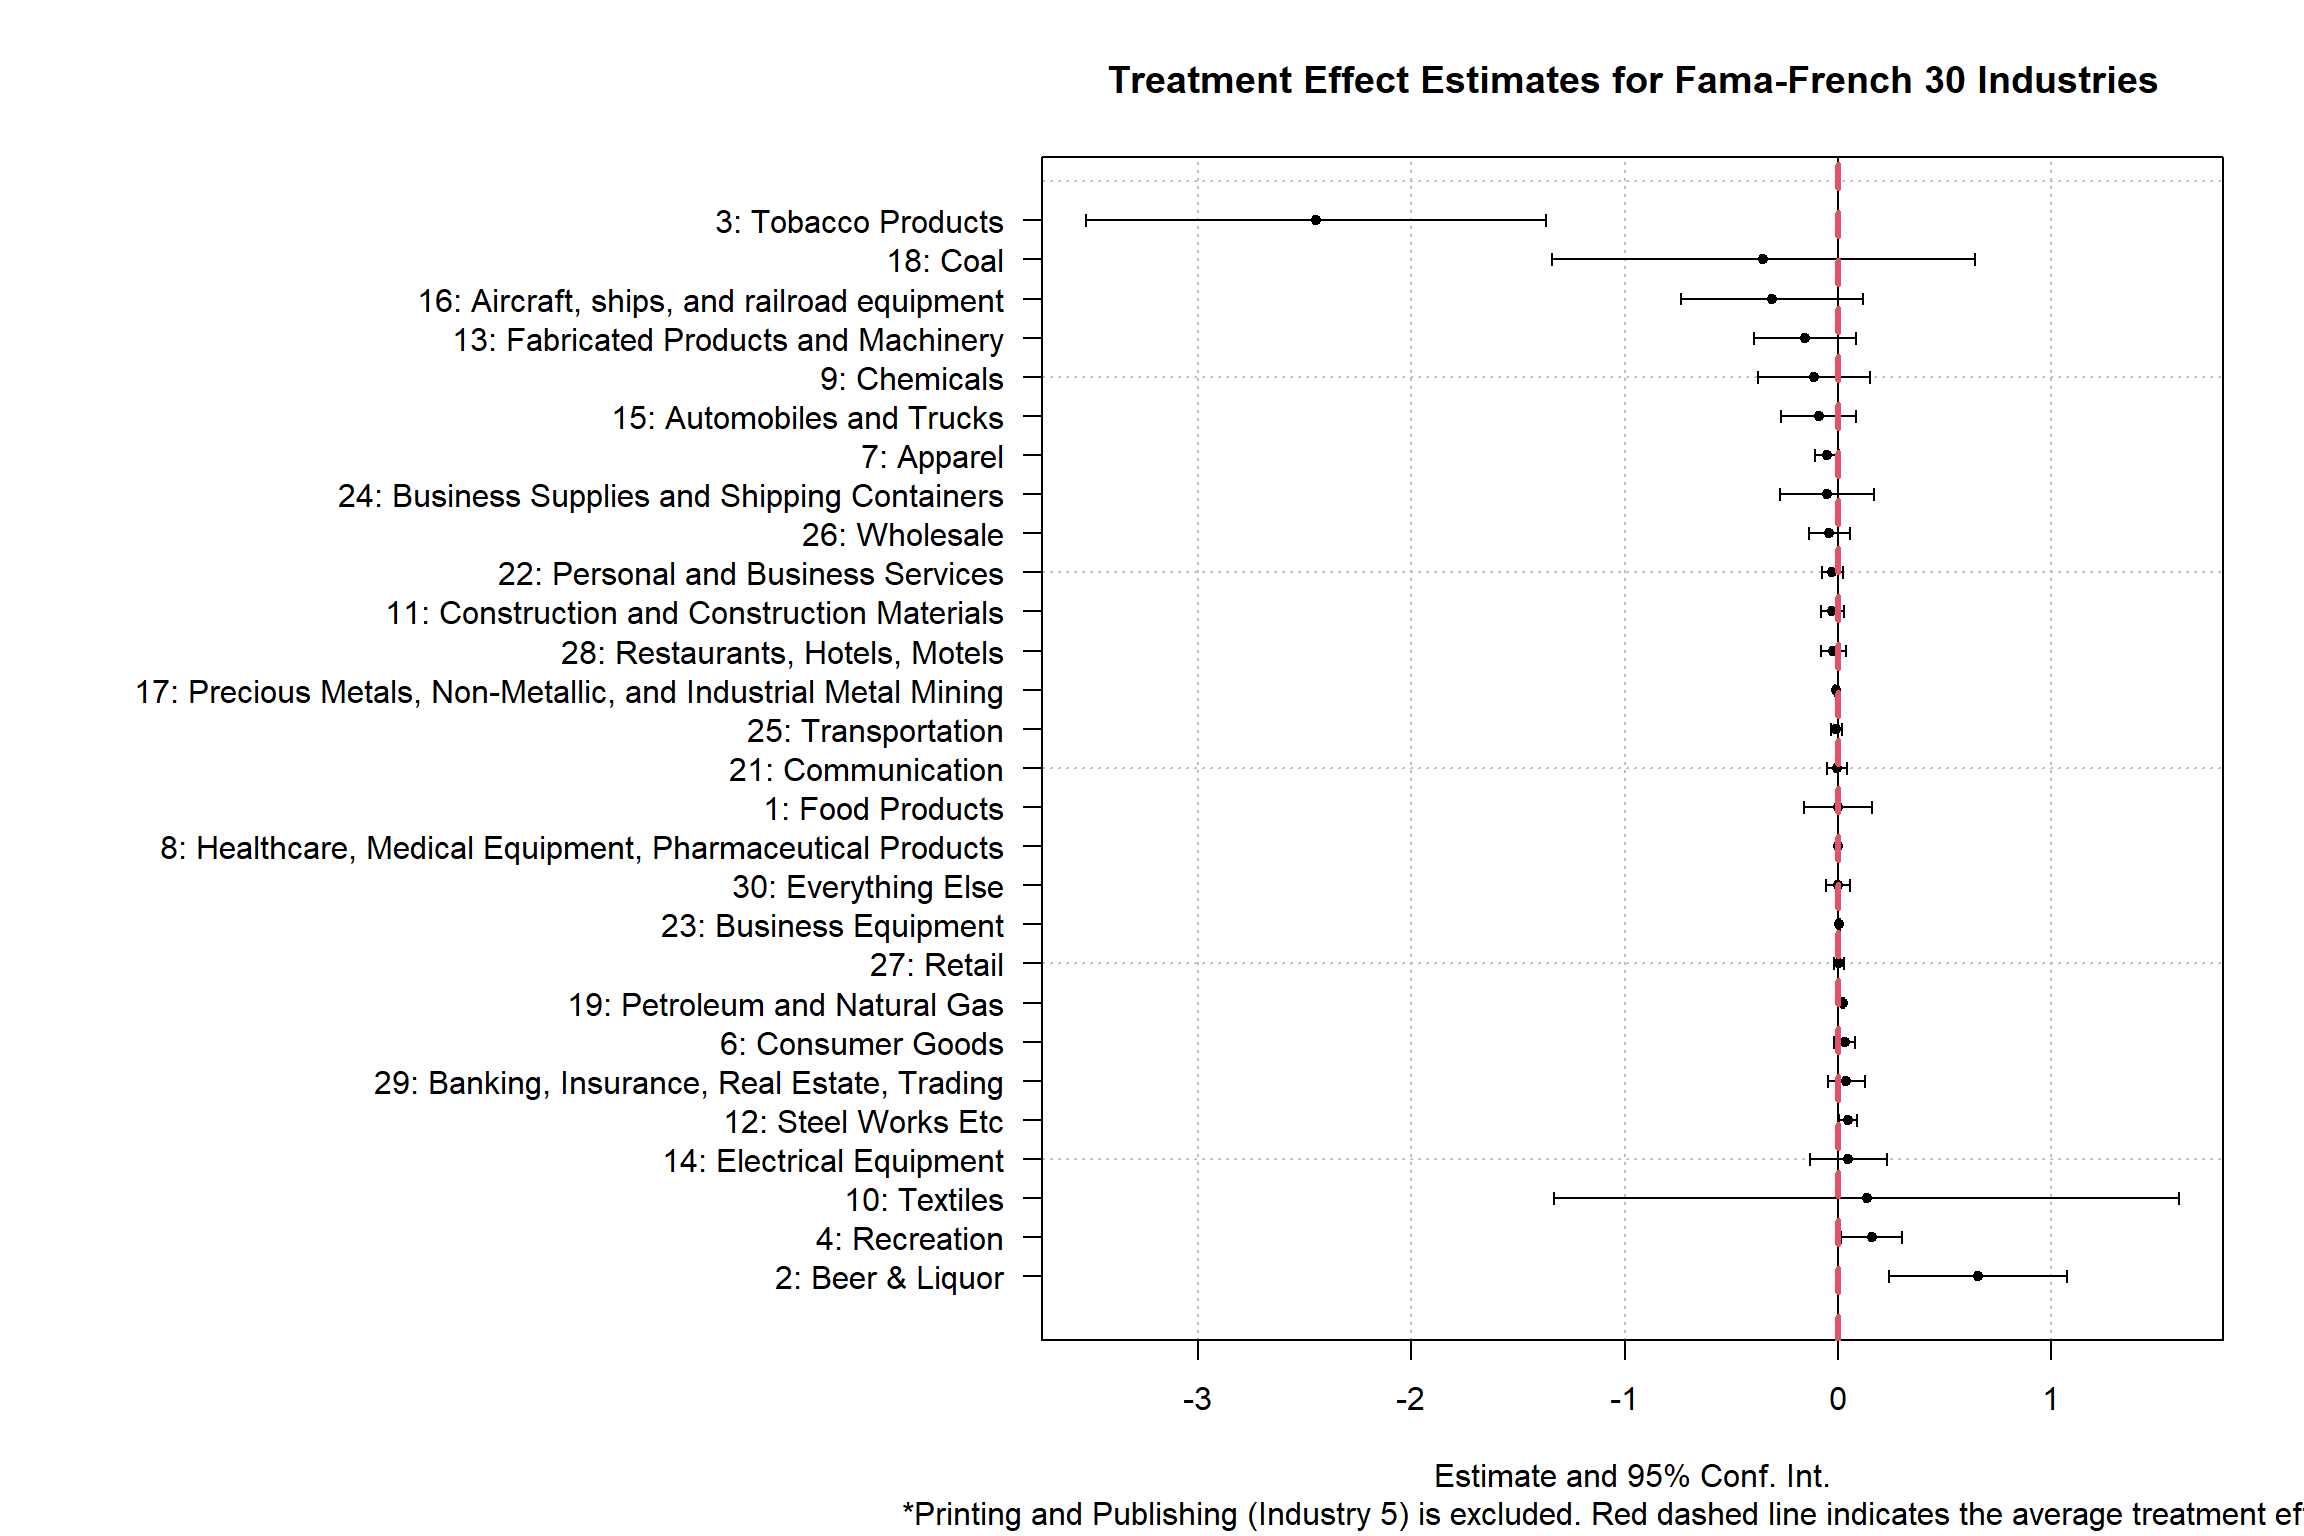 Treatment Effect Estimates for Fama-French 30 Industries
3: Tobacco Products
18: Coal
16: Aircraft, ships, and railroad equipment
13: Fabricated Products and Machinery
9: Chemicals
15: Automobiles and Trucks
7: Apparel
24: Business Supplies and Shipping Containers
26: Wholesale
22: Personal and Business Services
11: Construction and Construction Materials
28: Restaurants, Hotels, Motels
17: Precious Metals, Non-Metallic, and Industrial Metal Mining
25: Transportation
21: Communication
1: Food Products
8: Healthcare, Medical Equipment, Pharmaceutical Products
30: Everything Else
23: Business Equipment
27: Retail
19: Petroleum and Natural Gas
6: Consumer Goods
29: Banking, Insurance, Real Estate, Trading
12: Steel Works Etc
14: Electrical Equipment
10: Textiles
4: Recreation
2: Beer & Liquor
-3 -2 -1 0 1
Estimate and 95% Conf. Int.
*Printing and Publishing (Industry 5) is excluded. Red dashed line indicates the average treatment